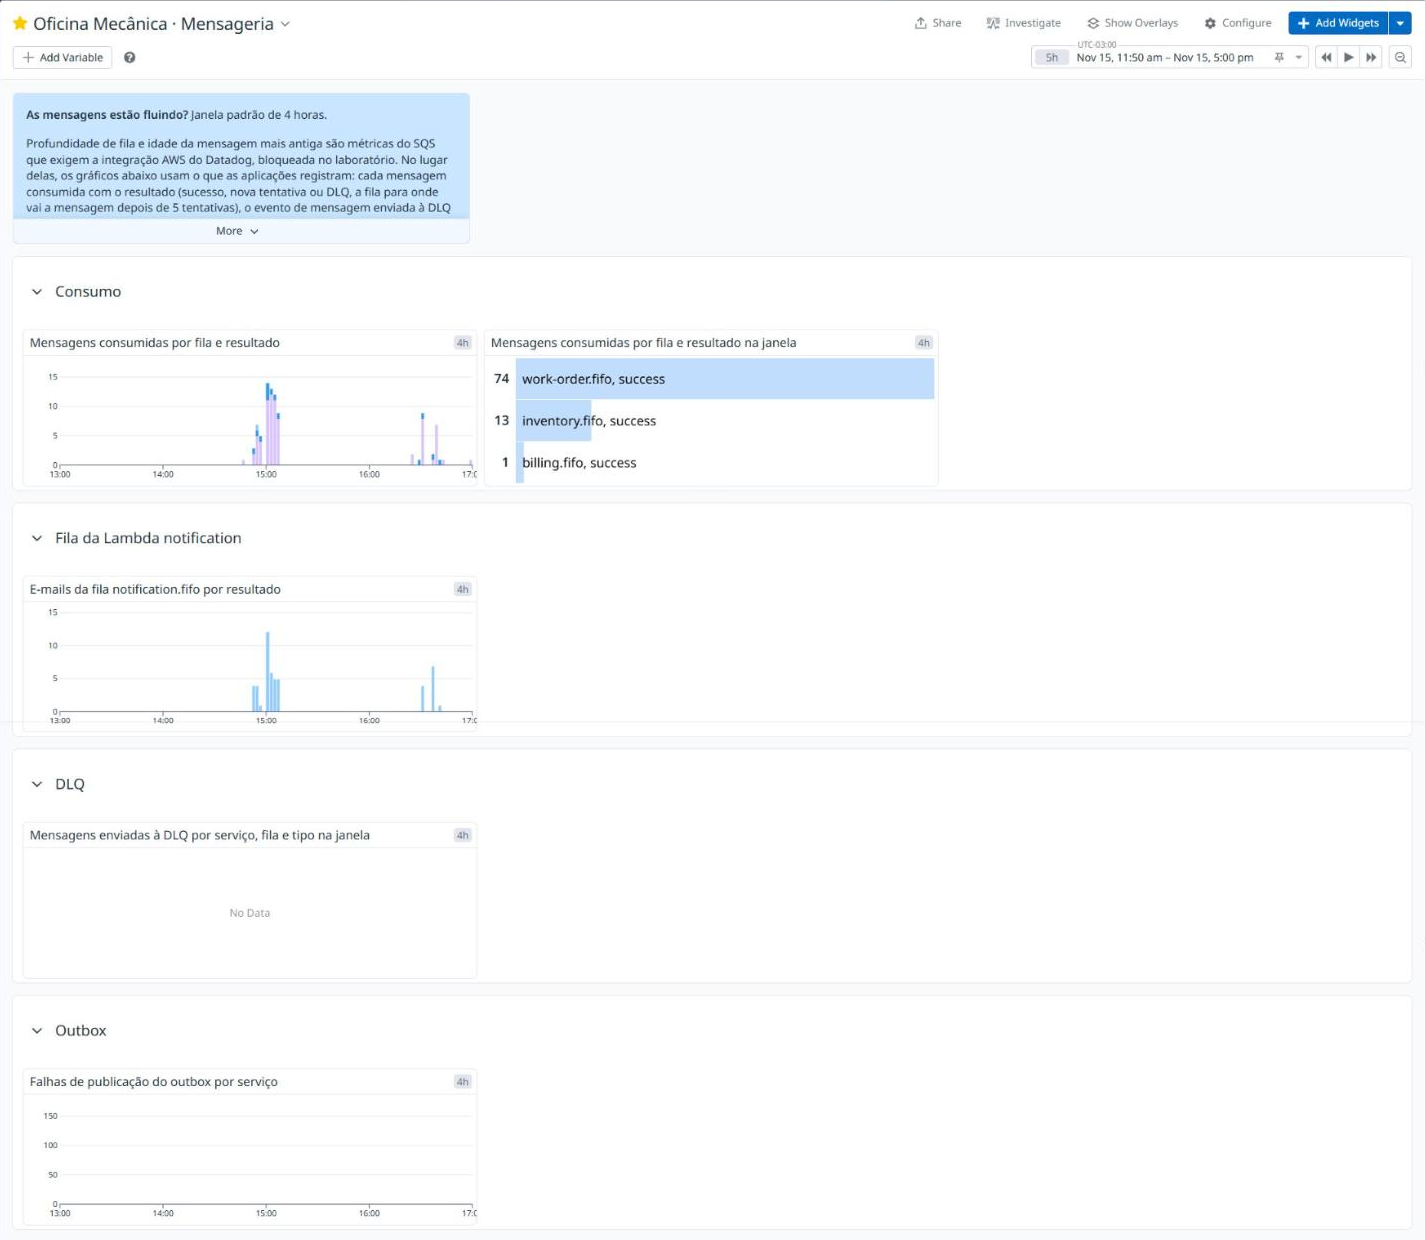 Oficina Mecânica · Mensageria
Share
Investigate
Show Overlays
Configure
Add Widgets
Add Variable
UTC-03:00
5h
Nov 15, 11:50 am – Nov 15, 5:00 pm
As mensagens estão fluindo? Janela padrão de 4 horas.
Profundidade de fila e idade da mensagem mais antiga são métricas do SQS
que exigem a integração AWS do Datadog, bloqueada no laboratório. No lugar
delas, os gráficos abaixo usam o que as aplicações registram: cada mensagem
consumida com o resultado (sucesso, nova tentativa ou DLQ, a fila para onde
vai a mensagem depois de 5 tentativas), o evento de mensagem enviada à DLQ
More
Consumo
Mensagens consumidas por fila e resultado
4h
15
10
5
0
13:00
14:00
15:00
16:00
17:0
Mensagens consumidas por fila e resultado na janela
4h
74 work-order.fifo, success
13 inventory.fifo, success
1 billing.fifo, success
Fila da Lambda notification
E-mails da fila notification.fifo por resultado
4h
15
10
5
0
13:00
14:00
15:00
16:00
17:0
DLQ
Mensagens enviadas à DLQ por serviço, fila e tipo na janela
4h
No Data
Outbox
Falhas de publicação do outbox por serviço
4h
150
100
50
0
13:00
14:00
15:00
16:00
17:0